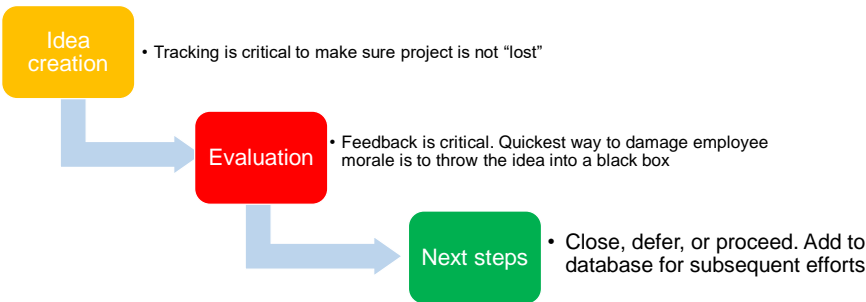 Idea
creation
• Tracking is critical to make sure project is not “lost”
Evaluation
• Feedback is critical. Quickest way to damage employee
morale is to throw the idea into a black box
Next steps
• Close, defer, or proceed. Add to
database for subsequent efforts